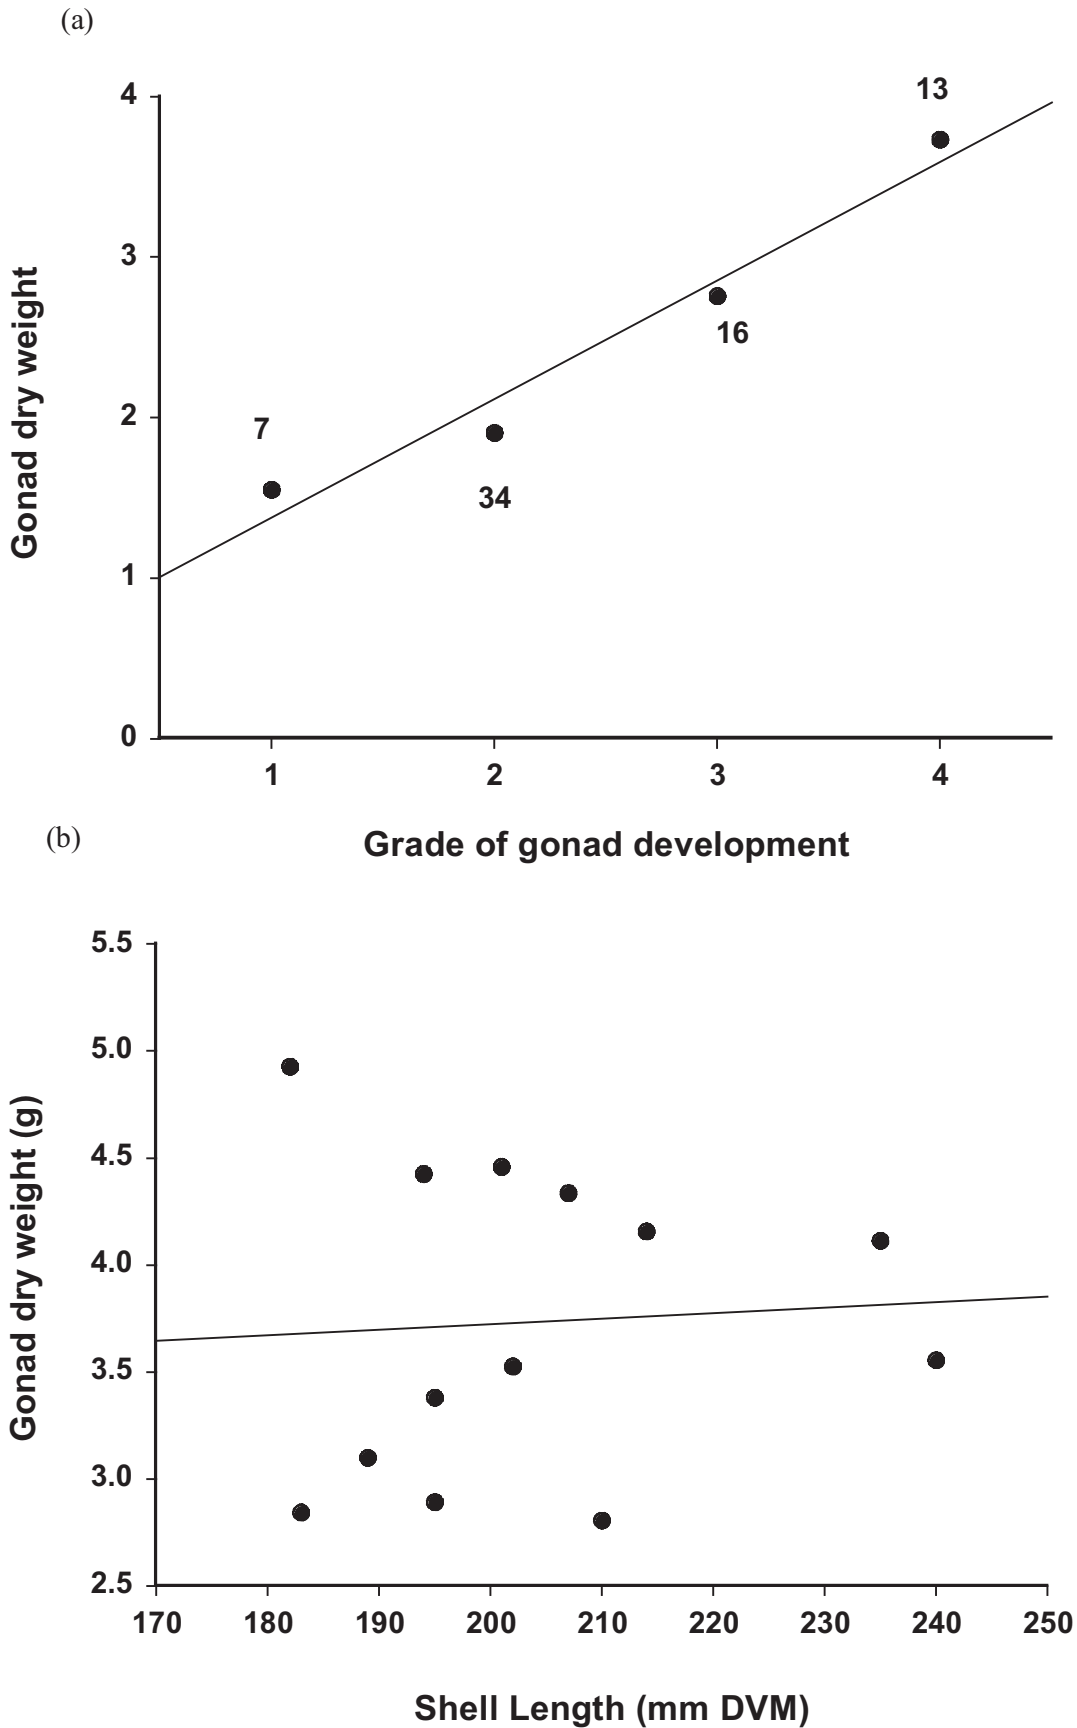 (a)
4
3
2
1
0
Gonad dry weight
7
34
16
13
1 2 3 4
Grade of gonad development
(b)
5.5
5.0
4.5
4.0
3.5
3.0
2.5
Gonad dry weight (g)
170 180 190 200 210 220 230 240 250
Shell Length (mm DVM)